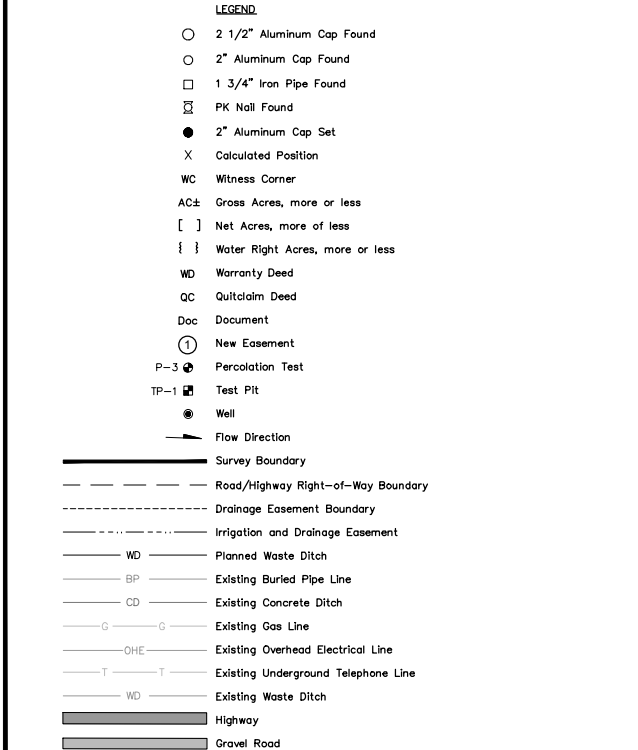 LEGEND
2 1/2" Aluminum Cap Found
2" Aluminum Cap Found
1 3/4" Iron Pipe Found
PK Nail Found
2" Aluminum Cap Set
X Calculated Position
WC Witness Corner
AC± Gross Acres, more or less
[ ] Net Acres, more of less
{ } Water Right Acres, more or less
WD Warranty Deed
QC Quitclaim Deed
Doc Document
1 New Easement
P-3 Percolation Test
TP-1 Test Pit
Well
Flow Direction
Survey Boundary
Road/Highway Right-of-Way Boundary
Drainage Easement Boundary
Irrigation and Drainage Easement
WD Planned Waste Ditch
BP Existing Buried Pipe Line
CD Existing Concrete Ditch
G G Existing Gas Line
OHE Existing Overhead Electrical Line
T T Existing Underground Telephone Line
WD Existing Waste Ditch
Highway
Gravel Road